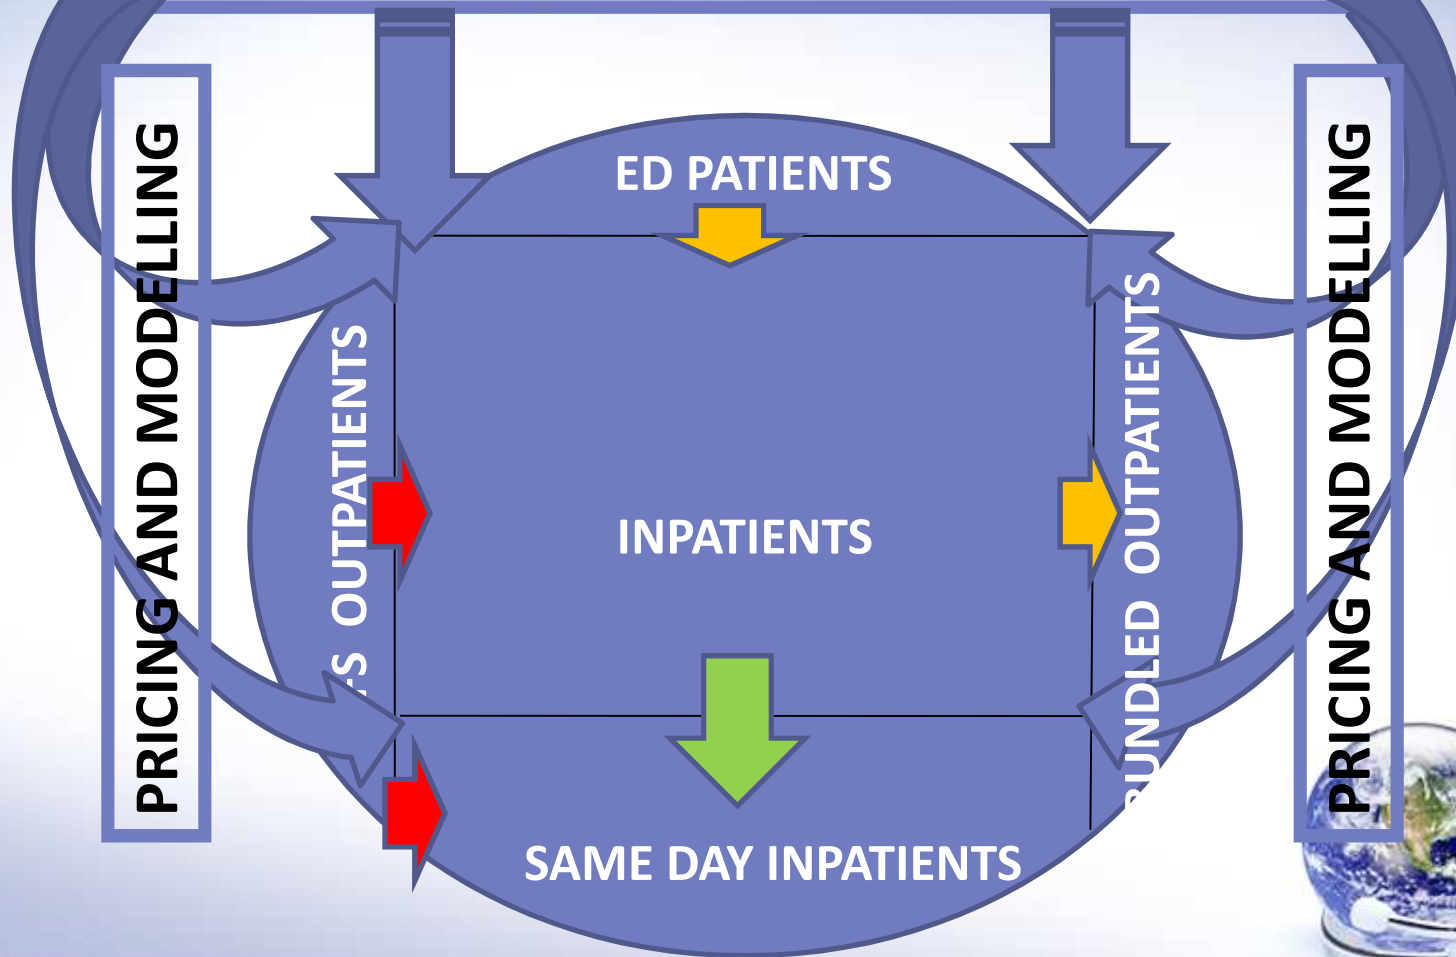 ED PATIENTS
PRICING AND MODELLING
OUTPATIENTS
INPATIENTS
OUTPATIENTS
PRICING AND MODELLING
SAME DAY INPATIENTS